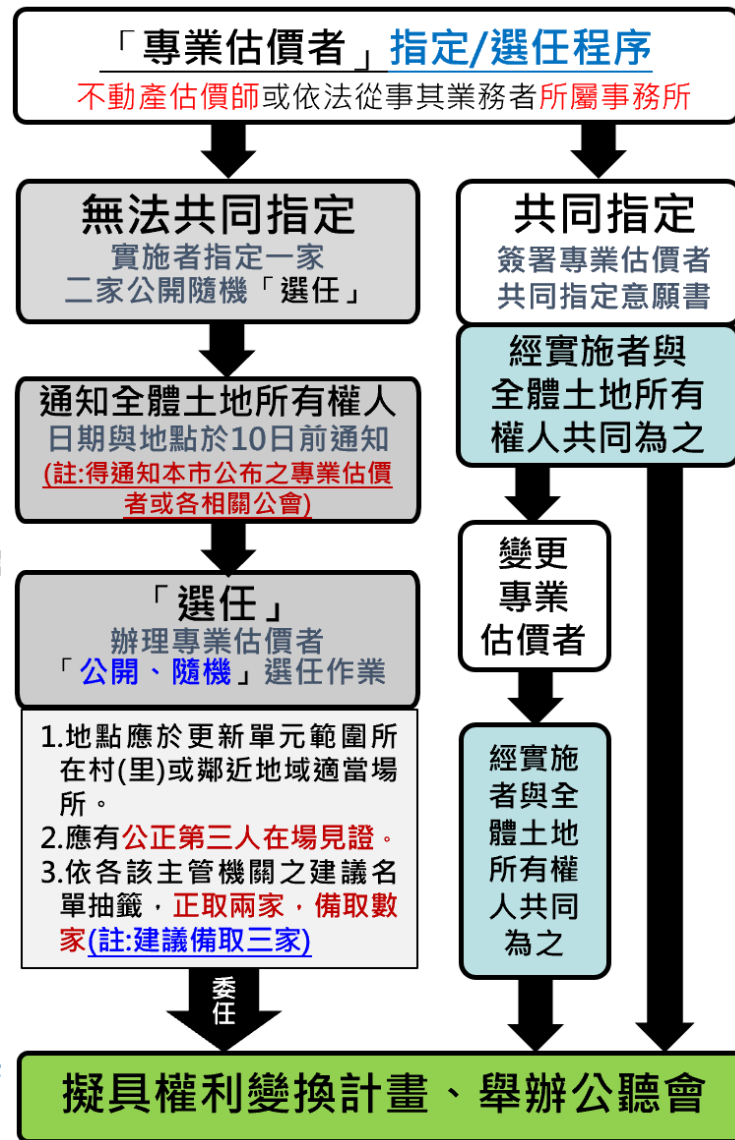 「專業估價者」指定/選任程序
不動產估價師或依法從事其業務者所屬事務所
無法共同指定
實施者指定一家
二家公開隨機「選任」
通知全體土地所有權人
日期與地點於10日前通知
(註:得通知本市公布之專業估價
者或各相關公會)
「選任」
辦理專業估價者
「公開、隨機」選任作業
1.地點應於更新單元範圍所
在村(里)或鄰近地域適當場
所。
2.應有公正第三人在場見證。
3.依各該主管機關之建議名
單抽籤，正取兩家，備取數
家(註:建議備取三家)
委
任
共同指定
簽署專業估價者
共同指定意願書
經實施者與
全體土地所有
權人共同為之
變更
專業
估價者
經實施
者與全
體土地
所有權
人共同
為之
擬具權利變換計畫、舉辦公聽會